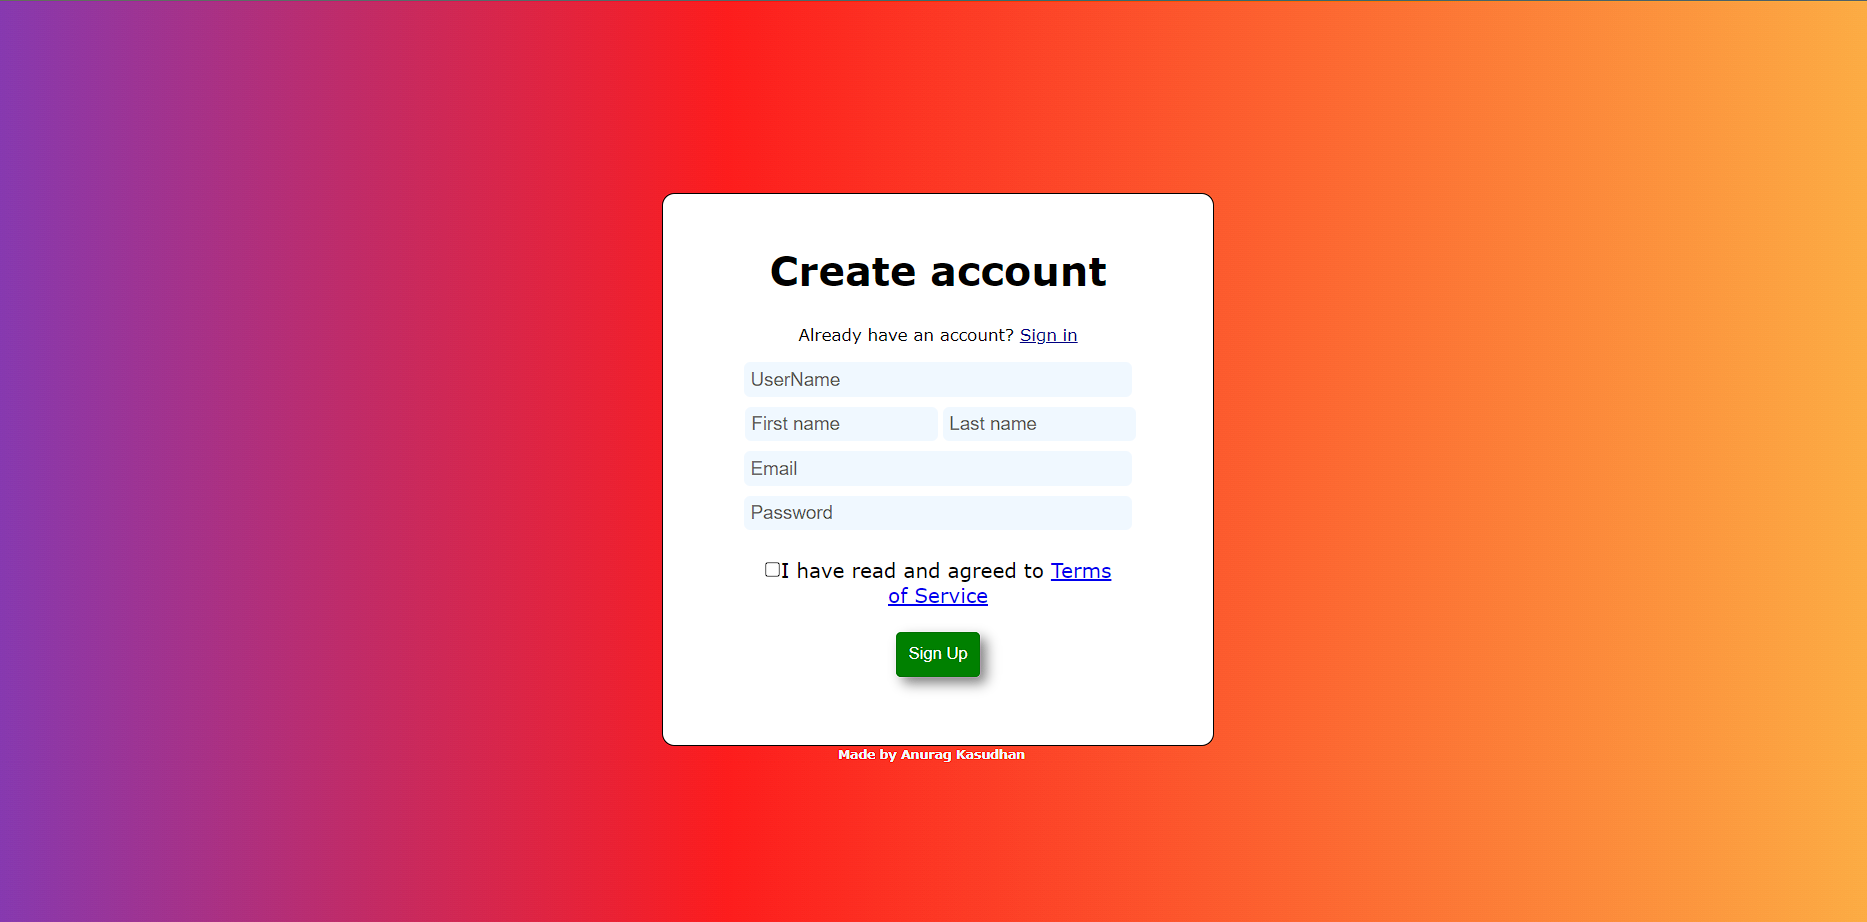 Create account
Already have an account? Sign in
UserName
First name
Last name
Email
Password
I have read and agreed to Terms
of Service
Sign Up
Made by Anurag Kasudhan